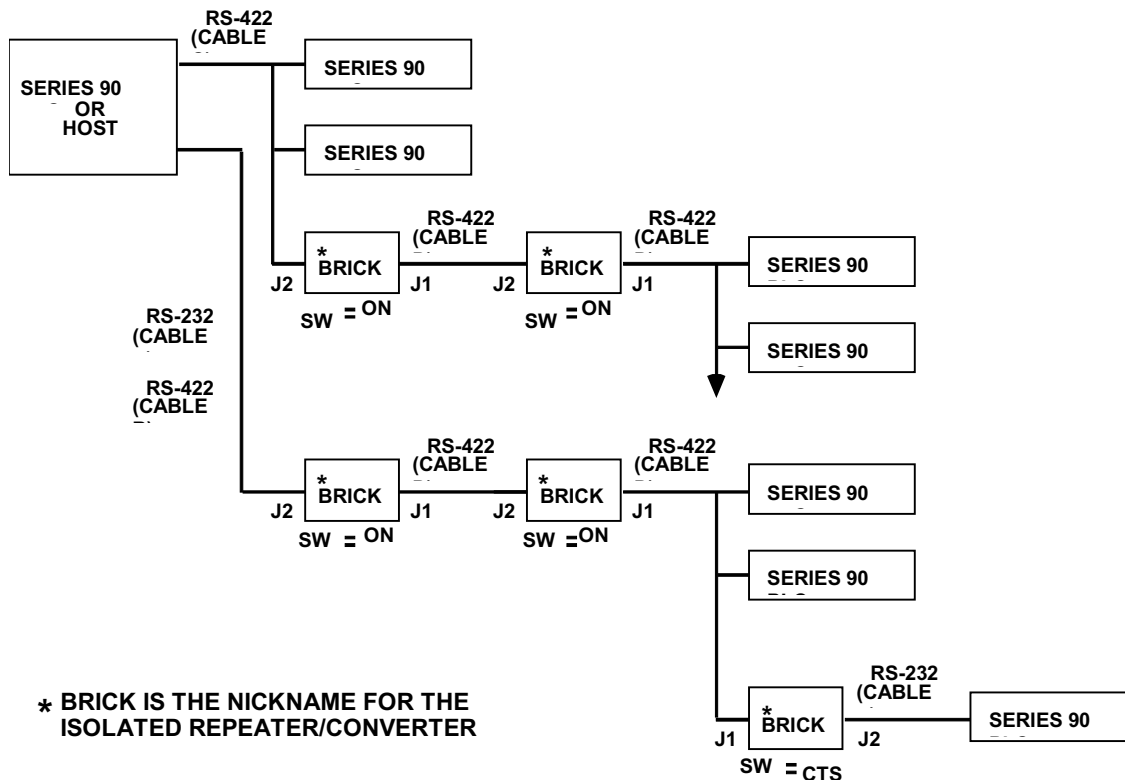 RS-422
(CABLE
SERIES 90
OR
HOST
SERIES 90
SERIES 90
RS-422
(CABLE
RS-422
(CABLE
* BRICK
* BRICK
SERIES 90
J2
J1
J2
J1
SW = ON
SW = ON
RS-232
(CABLE
SERIES 90
RS-422
(CABLE
RS-422
(CABLE
RS-422
(CABLE
* BRICK
* BRICK
SERIES 90
J2
J1
J2
J1
SW = ON
SW = ON
SERIES 90
RS-232
(CABLE
* BRICK IS THE NICKNAME FOR THE
ISOLATED REPEATER/CONVERTER
* BRICK
SERIES 90
J1
J2
SW = CTS